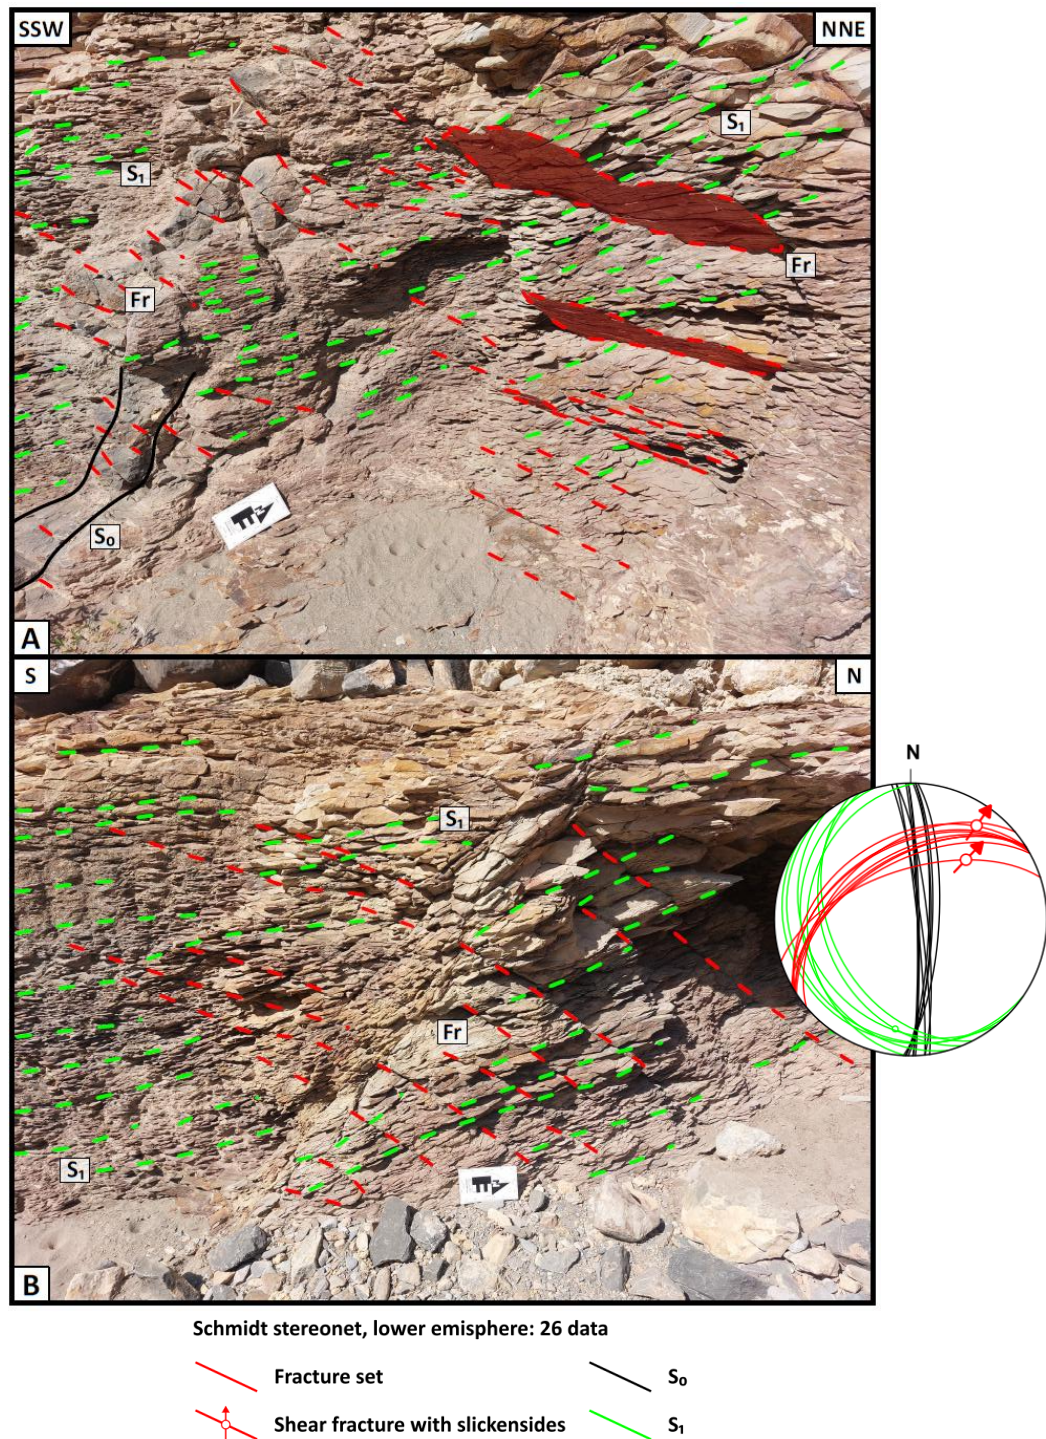 SSW
NNE
S₁
S₁
Fr
Fr
S₀
A
S
N
S₁
N
Fr
S₁
B
Schmidt stereonet, lower emisphere: 26 data
Fracture set
S₀
Shear fracture with slickensides
S₁